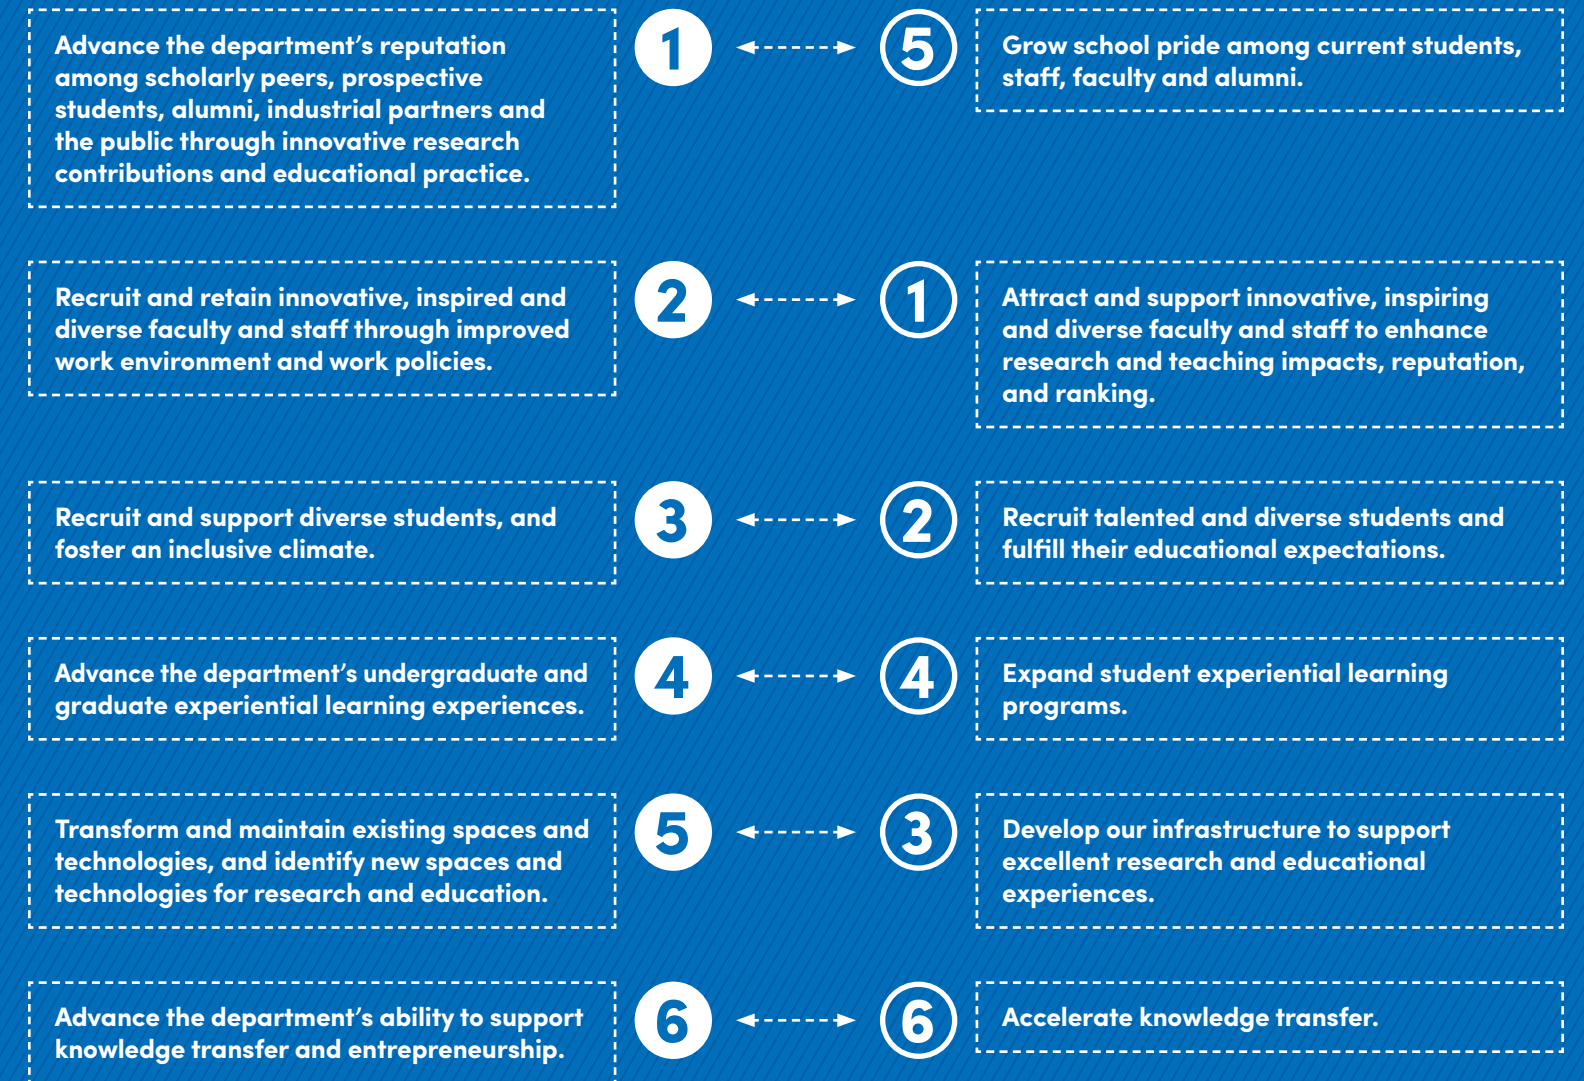 Advance the department's reputation
among scholarly peers, prospective
students, alumni, industrial partners and
the public through innovative research
contributions and educational practice.
1
5
Grow school pride among current students,
staff, faculty and alumni.
Recruit and retain innovative, inspired and
diverse faculty and staff through improved
work environment and work policies.
2
1
Attract and support innovative, inspiring
and diverse faculty and staff to enhance
research and teaching impacts, reputation,
and ranking.
Recruit and support diverse students, and
foster an inclusive climate.
3
2
Recruit talented and diverse students and
fulfill their educational expectations.
Advance the department's undergraduate and
graduate experiential learning experiences.
4
4
Expand student experiential learning
programs.
Transform and maintain existing spaces and
technologies, and identify new spaces and
technologies for research and education.
5
3
Develop our infrastructure to support
excellent research and educational
experiences.
Advance the department's ability to support
knowledge transfer and entrepreneurship.
6
6
Accelerate knowledge transfer.